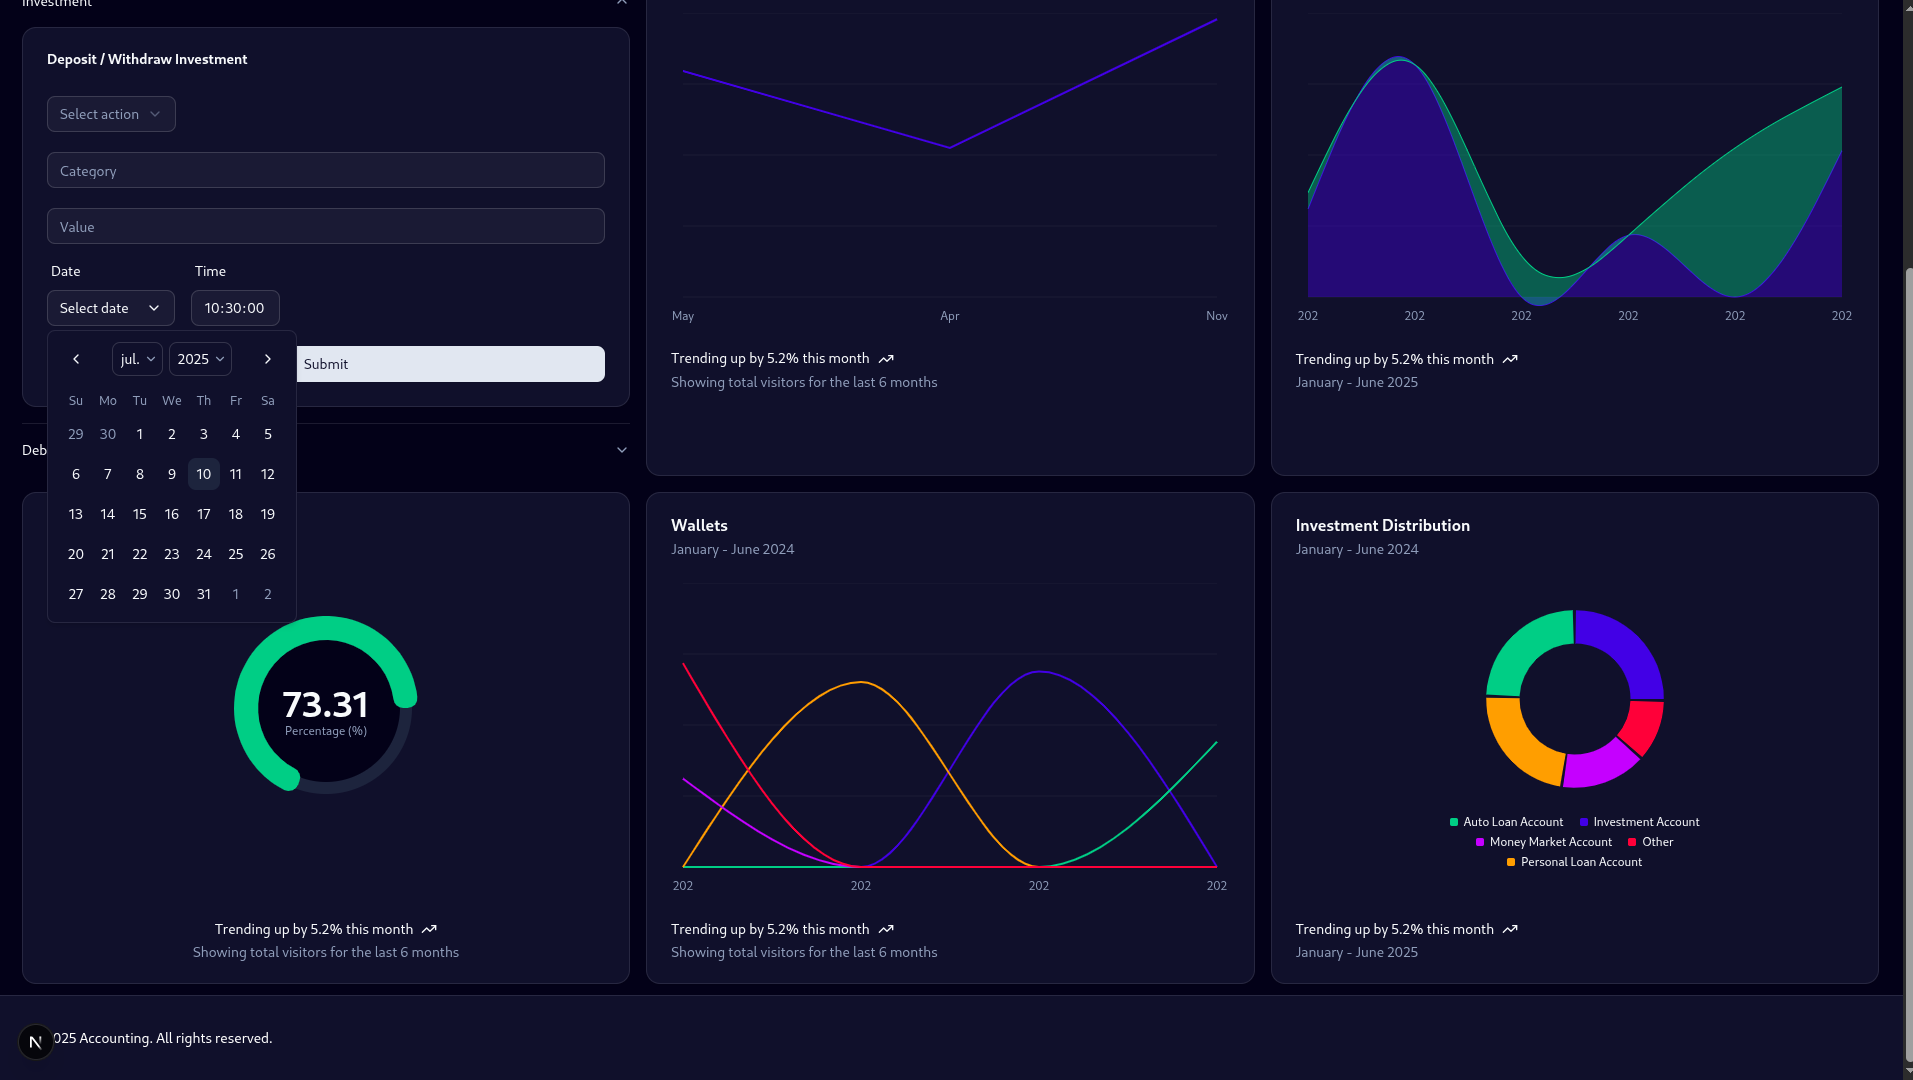 Investment
Deposit / Withdraw Investment
Select action
Category
Value
Date Time
Select date 10:30:00
jul. 2025
Submit
Su Mo Tu We Th Fr Sa
29 30 1 2 3 4 5
6 7 8 9 10 11 12
13 14 15 16 17 18 19
20 21 22 23 24 25 26
27 28 29 30 31 1 2
Deb
73.31
Percentage (%)
Trending up by 5.2% this month
Showing total visitors for the last 6 months
May Apr Nov
Trending up by 5.2% this month
Showing total visitors for the last 6 months
202 202 202 202 202 202
Trending up by 5.2% this month
January - June 2025
Wallets
January - June 2024
202 202 202 202
Trending up by 5.2% this month
Showing total visitors for the last 6 months
Investment Distribution
January - June 2024
Auto Loan Account Investment Account
Money Market Account Other
Personal Loan Account
Trending up by 5.2% this month
January - June 2025
N
025 Accounting. All rights reserved.